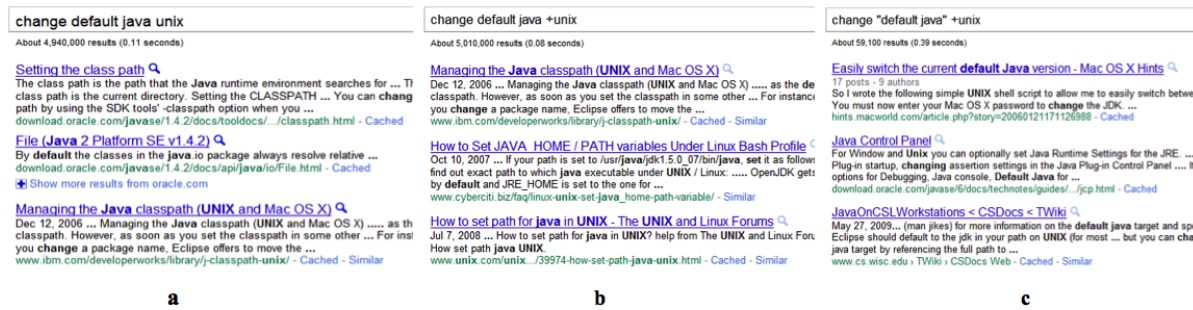 change default java unix
About 4,940,000 results (0.11 seconds)
Setting the class path
The class path is the path that the Java runtime environment searches for ... Th
class path is the current directory. Setting the CLASSPATH ... You can chang
path by using the SDK tools' -classpath option when you ...
download.oracle.com/javase/1.4.2/docs/tooldocs/.../classpath.html - Cached
File (Java 2 Platform SE v1.4.2)
By default the classes in the java.io package always resolve relative ...
download.oracle.com/javase/1.4.2/docs/api/java/io/File.html - Cached
Show more results from oracle.com
Managing the Java classpath (UNIX and Mac OS X)
Dec 12, 2006 ... Managing the Java classpath (UNIX and Mac OS X) ..... as th
classpath. However, as soon as you set the classpath in some other ... For inst
you change a package name, Eclipse offers to move the ...
www.ibm.com/developerworks/library/j-classpath-unix/ - Cached - Similar
a
change default java +unix
About 5,010,000 results (0.08 seconds)
Managing the Java classpath (UNIX and Mac OS X)
Dec 12, 2006 ... Managing the Java classpath (UNIX and Mac OS X) ..... as the de
classpath. However, as soon as you set the classpath in some other ... For instance
you change a package name, Eclipse offers to move the ...
www.ibm.com/developerworks/library/j-classpath-unix/ - Cached - Similar
How to Set JAVA_HOME / PATH variables Under Linux Bash Profile
Oct 10, 2007 ... If your path is set to /usr/java/jdk1.5.0_07/bin/java, set it as follows
find out exact path to which java executable under UNIX / Linux: ..... OpenJDK gets
by default and JRE_HOME is set to the one for ...
www.cyberciti.biz/faq/linux-unix-set-java_home-path-variable/ - Similar
How to set path for java in UNIX - The UNIX and Linux Forums
Jul 7, 2008 ... How to set path for java in UNIX? help from The UNIX and Linux Foru
How set path java UNIX.
www.unix.com/unix.../39974-how-set-path-java-unix.html - Cached - Similar
b
change "default java" +unix
About 59,100 results (0.39 seconds)
Easily switch the current default Java version - Mac OS X Hints
17 posts - 9 authors
So I wrote the following simple UNIX shell script to allow me to easily switch betwe
You must now enter your Mac OS X password to change the JDK. ...
hints.macworld.com/article.php?story=20060121171126988 - Cached
Java Control Panel
For Window and Unix you can optionally set Java Runtime Settings for the JRE. ...
Plug-in startup, changing assertion settings in the Java Plug-in Control Panel .... It
options for Debugging, Java console, Default Java for ...
download.oracle.com/javase/6/docs/technotes/guides/.../jcp.html - Cached
JavaOnCSLWorkstations < CSDocs < TWiki
May 27, 2009... (man jikes) for more information on the default java target and spe
Eclipse should default to the jdk in your path on UNIX (for most ... but you can cha
java target by referencing the full path to ...
www.cs.wisc.edu › TWiki › CSDocs Web - Cached - Similar
c